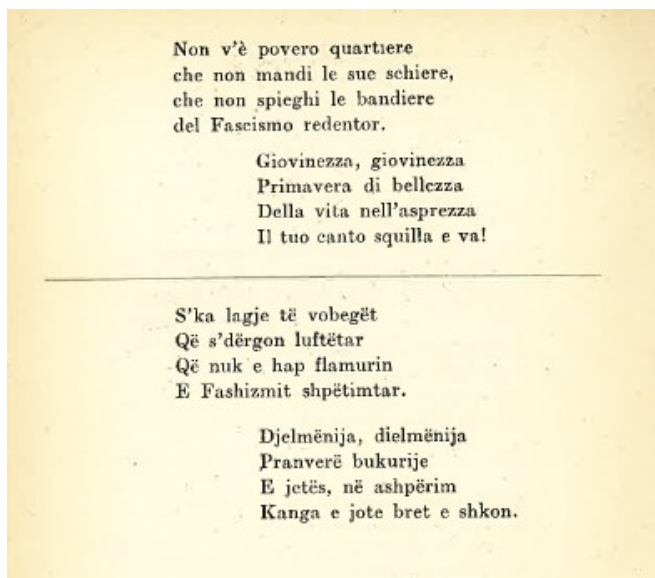 Non v'è povero quartiere
che non mandi le sue schiere,
che non spieghi le bandiere
del Fascismo redentor.
Giovinezza, giovinezza
Primavera di bellezza
Della vita nell'asprezza
Il tuo canto squilla e va!
S'ka lagje të vobegët
Që s'dërgon luftëtar
Që nuk e hap flamurin
E Fashizmit shpëtimtar.
Djelmënija, dielmënija
Pranverë bukurije
E jetës, në ashpërim
Kanga e jote bret e shkon.